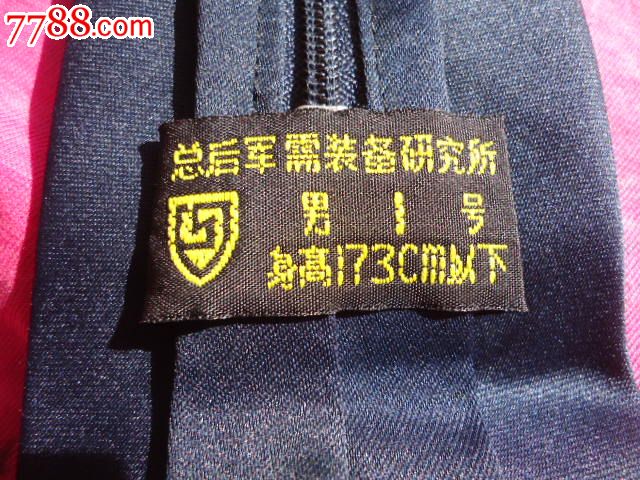 7788.com
总后军需装备研究所
男 1 号
身高173cm以下